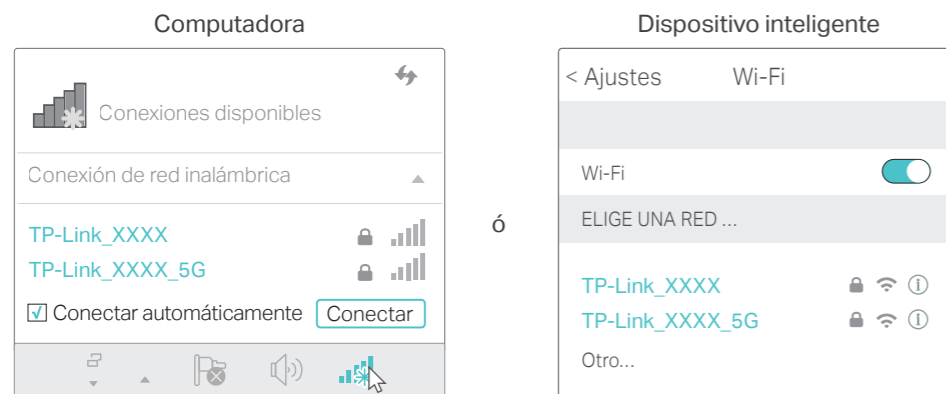 Computadora
Conexiones disponibles
Conexión de red inalámbrica
TP-Link_XXXX
TP-Link_XXXX_5G
Conectar automáticamente Conectar
ó
Dispositivo inteligente
< Ajustes Wi-Fi
Wi-Fi
ELIGE UNA RED ...
TP-Link_XXXX
TP-Link_XXXX_5G
Otro...